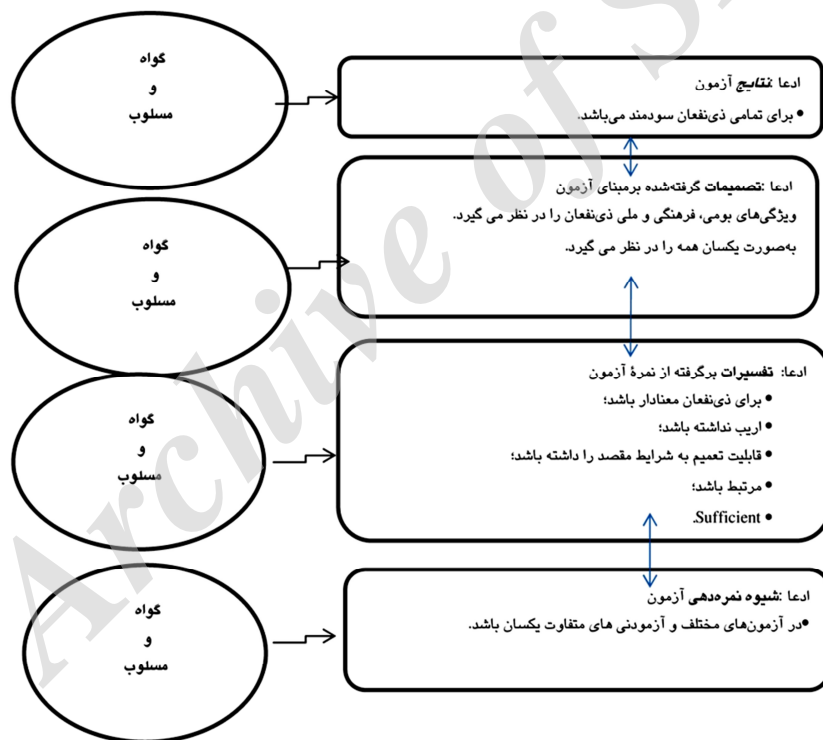 ادعا :نتایج آزمون
• برای تمامی ذی‌نفعان سودمند می‌باشد.
گواه
و
مسلوب
ادعا :تصمیمات گرفته‌شده برمبنای آزمون
ویژگی‌های بومی، فرهنگی و ملی ذی‌نفعان را در نظر می گیرد.
به‌صورت یکسان همه را در نظر می گیرد.
گواه
و
مسلوب
ادعا: تفسیرات برگرفته از نمرهٔ آزمون
• برای ذی‌نفعان معنادار باشد؛
• اریب نداشته باشد؛
• قابلیت تعمیم به شرایط مقصد را داشته باشد؛
• مرتبط باشد؛
• Sufficient.
گواه
و
مسلوب
ادعا :شیوه نمره‌دهی آزمون
•در آزمون‌های مختلف و آزمودنی های متفاوت یکسان باشد.
گواه
و
مسلوب
Archive of S